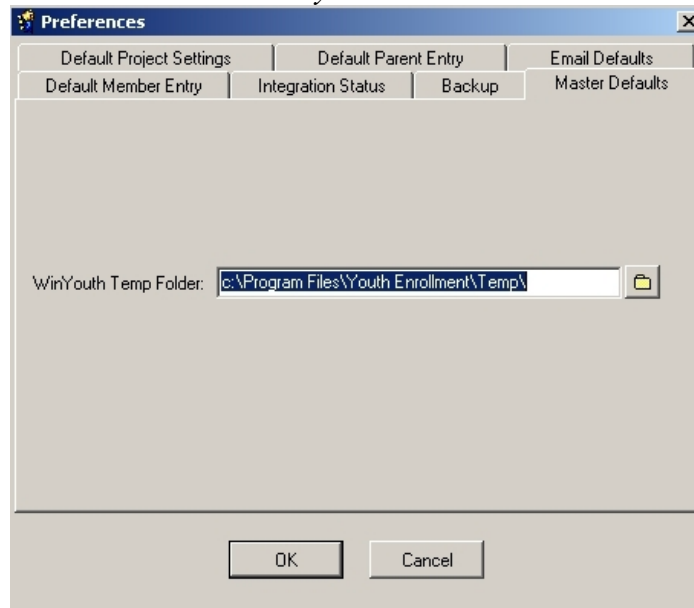 Preferences
Default Project Settings Default Parent Entry Email Defaults
Default Member Entry Integration Status Backup Master Defaults
WinYouth Temp Folder: c:\Program Files\Youth Enrollment\Temp\
OK Cancel